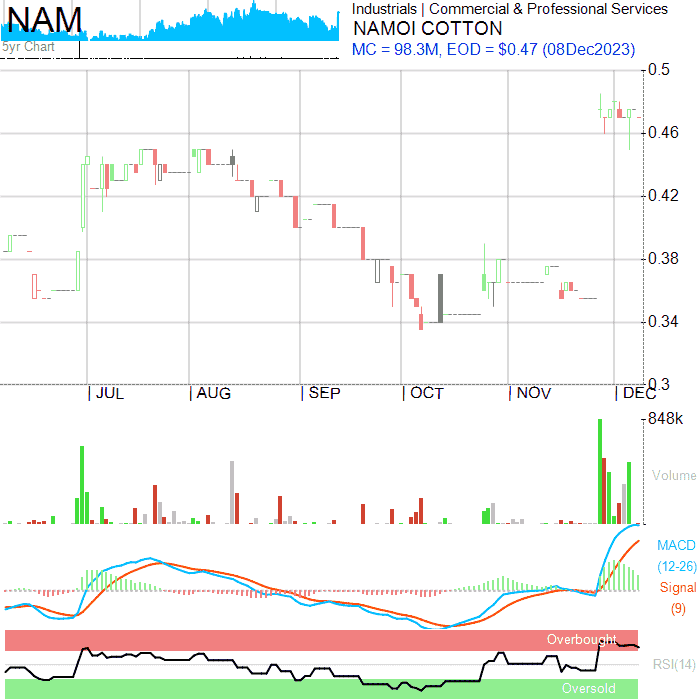 NAM
5yr Chart
Industrials | Commercial & Professional Services
NAMOI COTTON
MC = 98.3M, EOD = $0.47 (08Dec2023)
0.5
0.46
0.42
0.38
0.34
0.3
JUL
AUG
SEP
OCT
NOV
DEC
848k
Volume
MACD
(12-26)
Signal
(9)
Overbought
RSI(14)
Oversold